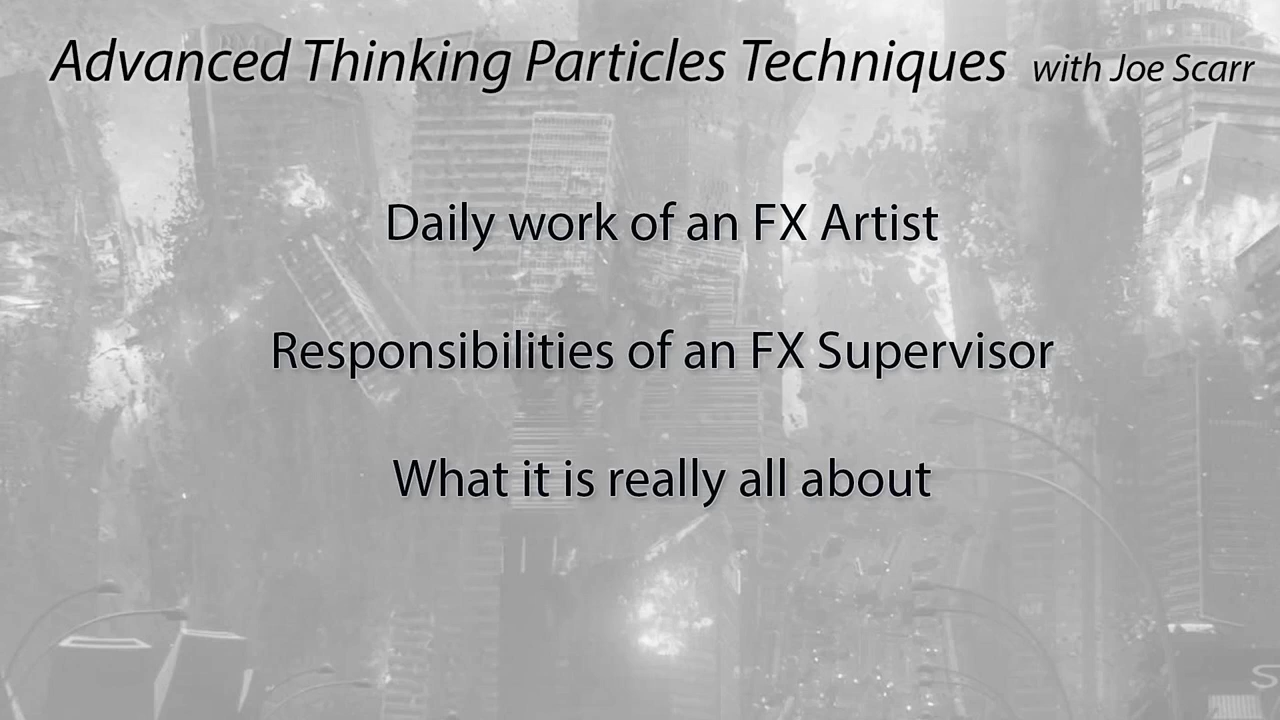 Advanced Thinking Particles Techniques with Joe Scarr
Daily work of an FX Artist
Responsibilities of an FX Supervisor
What it is really all about